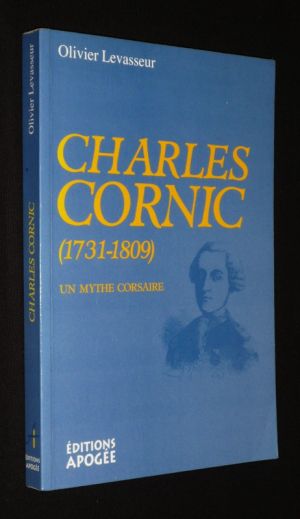 Olivier Levasseur
CHARLES
CORNIC
(1731-1809)
UN MYTHE CORSAIRE
ÉDITIONS
APOGÉE
Olivier Levasseur
CHARLES CORNIC
ÉDITIONS
APOGÉE